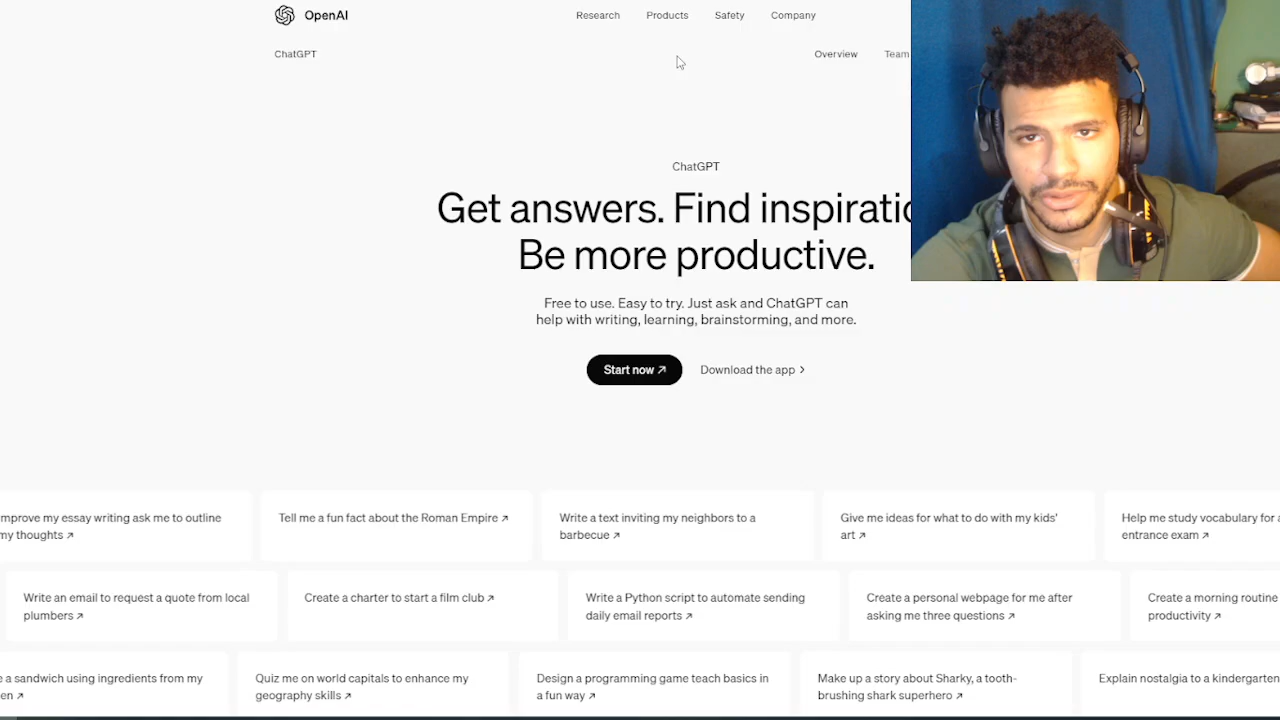 OpenAI
Research Products Safety Company
ChatGPT
Overview Team
ChatGPT
Get answers. Find inspiratio
Be more productive.
Free to use. Easy to try. Just ask and ChatGPT can
help with writing, learning, brainstorming, and more.
Start now ↗ Download the app >
mprove my essay writing ask me to outline
my thoughts ↗
Tell me a fun fact about the Roman Empire ↗
Write a text inviting my neighbors to a
barbecue ↗
Give me ideas for what to do with my kids'
art ↗
Help me study vocabulary for a
entrance exam ↗
Write an email to request a quote from local
plumbers ↗
Create a charter to start a film club ↗
Write a Python script to automate sending
daily email reports ↗
Create a personal webpage for me after
asking me three questions ↗
Create a morning routine
productivity ↗
e a sandwich using ingredients from my
en ↗
Quiz me on world capitals to enhance my
geography skills ↗
Design a programming game teach basics in
a fun way ↗
Make up a story about Sharky, a tooth-
brushing shark superhero ↗
Explain nostalgia to a kindergarten